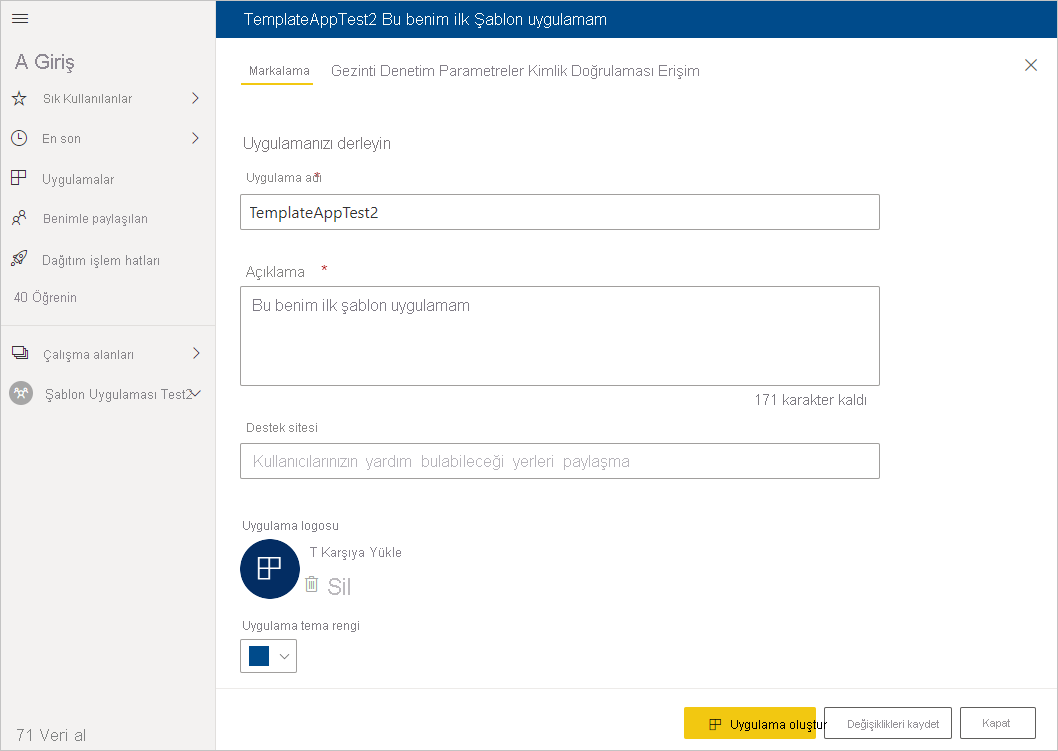 TemplateAppTest2 Bu benim ilk Şablon uygulamam
A Giriş
Sık Kullanılanlar
En son
Uygulamalar
Benimle paylaşılan
Dağıtım işlem hatları
40 Öğrenin
Çalışma alanları
Şablon Uygulaması Test2
71 Veri al
Markalama Gezinti Denetim Parametreler Kimlik Doğrulaması Erişim
Uygulamanızı derleyin
Uygulama adı *
TemplateAppTest2
Açıklama *
Bu benim ilk şablon uygulamam
171 karakter kaldı
Destek sitesi
Kullanıcılarınızın yardım bulabileceği yerleri paylaşma
Uygulama logosu
T Karşıya Yükle
Sil
Uygulama tema rengi
Uygulama oluştur Değişiklikleri kaydet Kapat